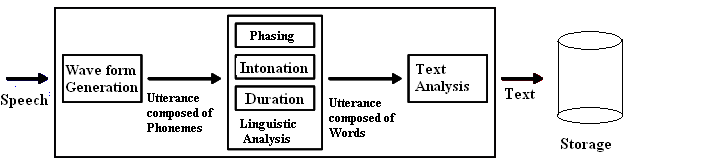 Speech
Wave form
Generation
Utterance
composed of
Phonemes
Phasing
Intonation
Duration
Linguistic
Analysis
Utterance
composed of
Words
Text
Analysis
Text
Storage